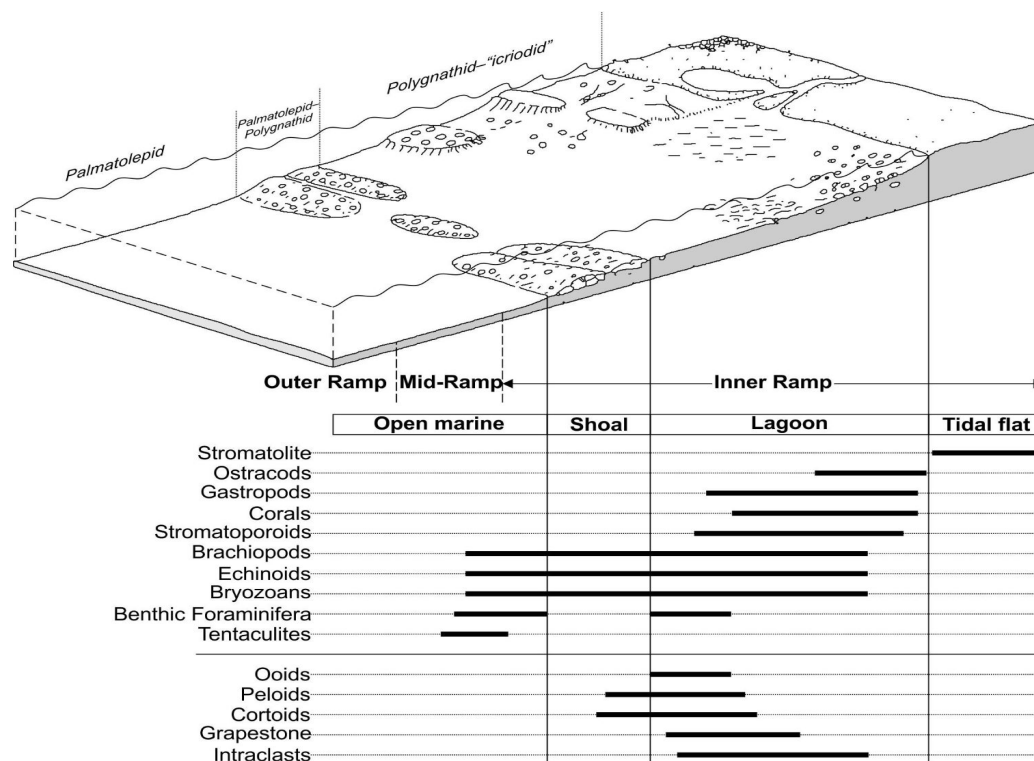 Polygnathid–“icriodid”
Palmatolepid–
Polygnathid
Palmatolepid
Outer Ramp Mid-Ramp Inner Ramp
Open marine Shoal Lagoon Tidal flat
Stromatolite
Ostracods
Gastropods
Corals
Stromatoporoids
Brachiopods
Echinoids
Bryozoans
Benthic Foraminifera
Tentaculites
Ooids
Peloids
Cortoids
Grapestone
Intraclasts